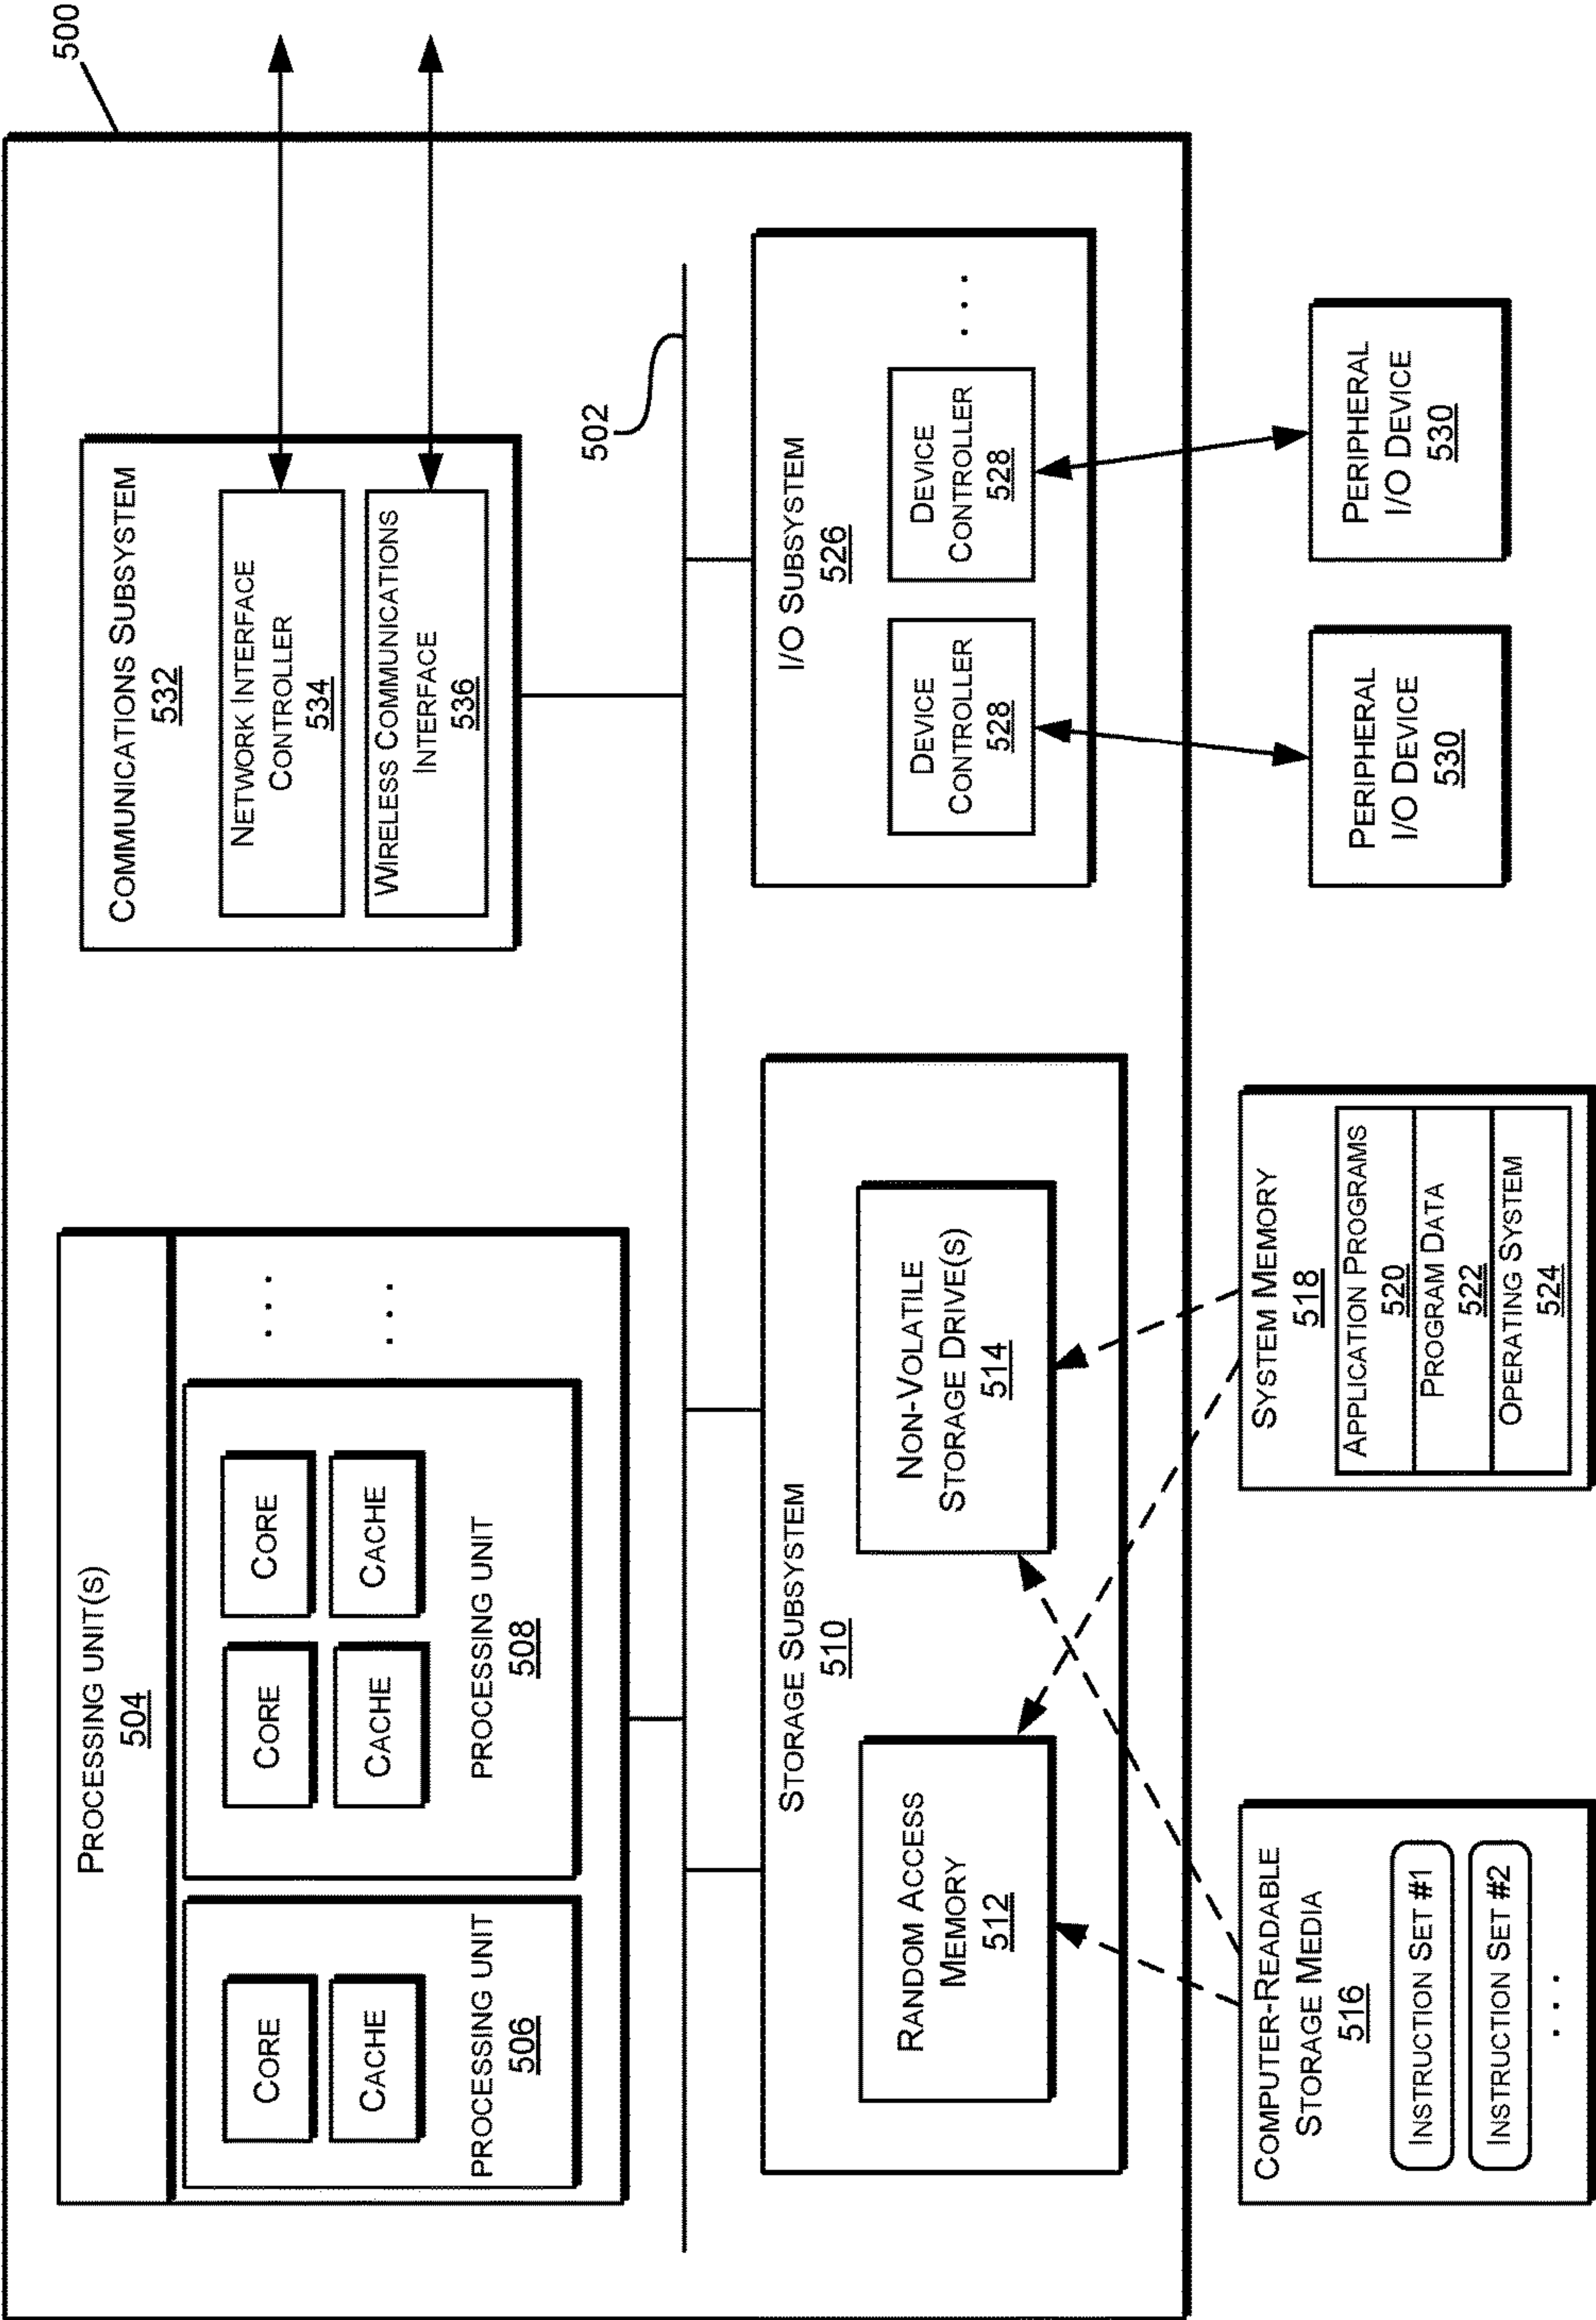 500
PROCESSING UNIT(S)
504
CORE
CACHE
PROCESSING UNIT
506
CORE
CORE
CACHE
CACHE
PROCESSING UNIT
508
. . .
. . .
COMMUNICATIONS SUBSYSTEM
532
NETWORK INTERFACE
CONTROLLER
534
WIRELESS COMMUNICATIONS
INTERFACE
536
502
STORAGE SUBSYSTEM
510
RANDOM ACCESS
MEMORY
512
NON-VOLATILE
STORAGE DRIVE(S)
514
I/O SUBSYSTEM
526
DEVICE
CONTROLLER
528
DEVICE
CONTROLLER
528
. . .
COMPUTER-READABLE
STORAGE MEDIA
516
INSTRUCTION SET #1
INSTRUCTION SET #2
. . .
SYSTEM MEMORY
518
APPLICATION PROGRAMS
520
PROGRAM DATA
522
OPERATING SYSTEM
524
PERIPHERAL
I/O DEVICE
530
PERIPHERAL
I/O DEVICE
530